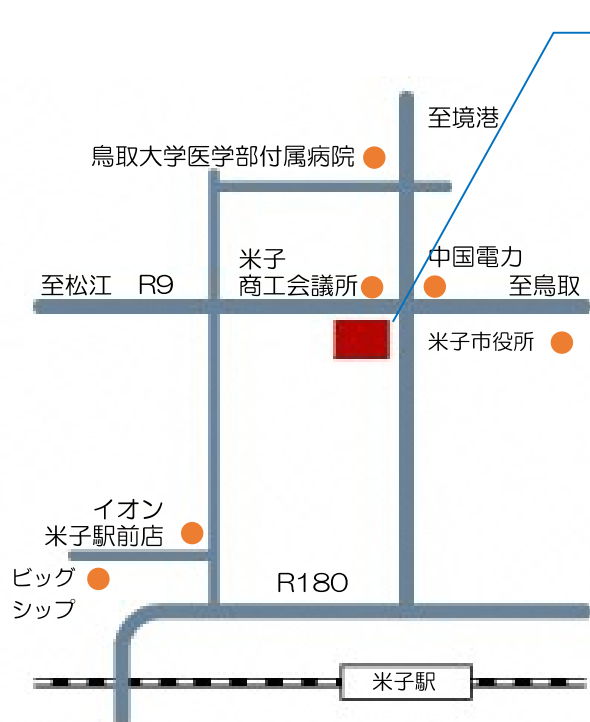 至境港
鳥取大学医学部付属病院
米子
商工会議所
中国電力
至松江 R9
至鳥取
米子市役所
イオン
米子駅前店
ビッグ
シップ
R180
米子駅